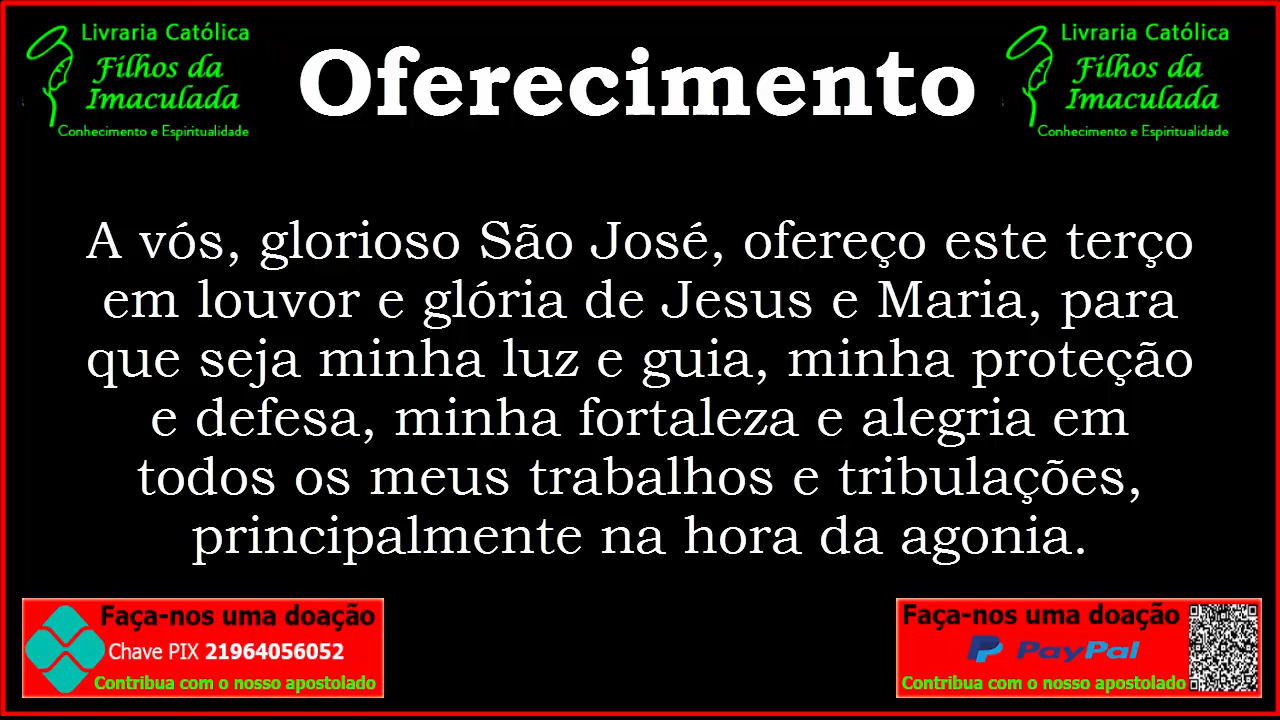 Livraria Católica
Filhos da
Imaculada
Conhecimento e Espiritualidade
Oferecimento
Livraria Católica
Filhos da
Imaculada
Conhecimento e Espiritualidade
A vós, glorioso São José, ofereço este terço
em louvor e glória de Jesus e Maria, para
que seja minha luz e guia, minha proteção
e defesa, minha fortaleza e alegria em
todos os meus trabalhos e tribulações,
principalmente na hora da agonia.
Faça-nos uma doação
Chave PIX 21964056052
Contribua com o nosso apostolado
Faça-nos uma doação
PayPal
Contribua com o nosso apostolado